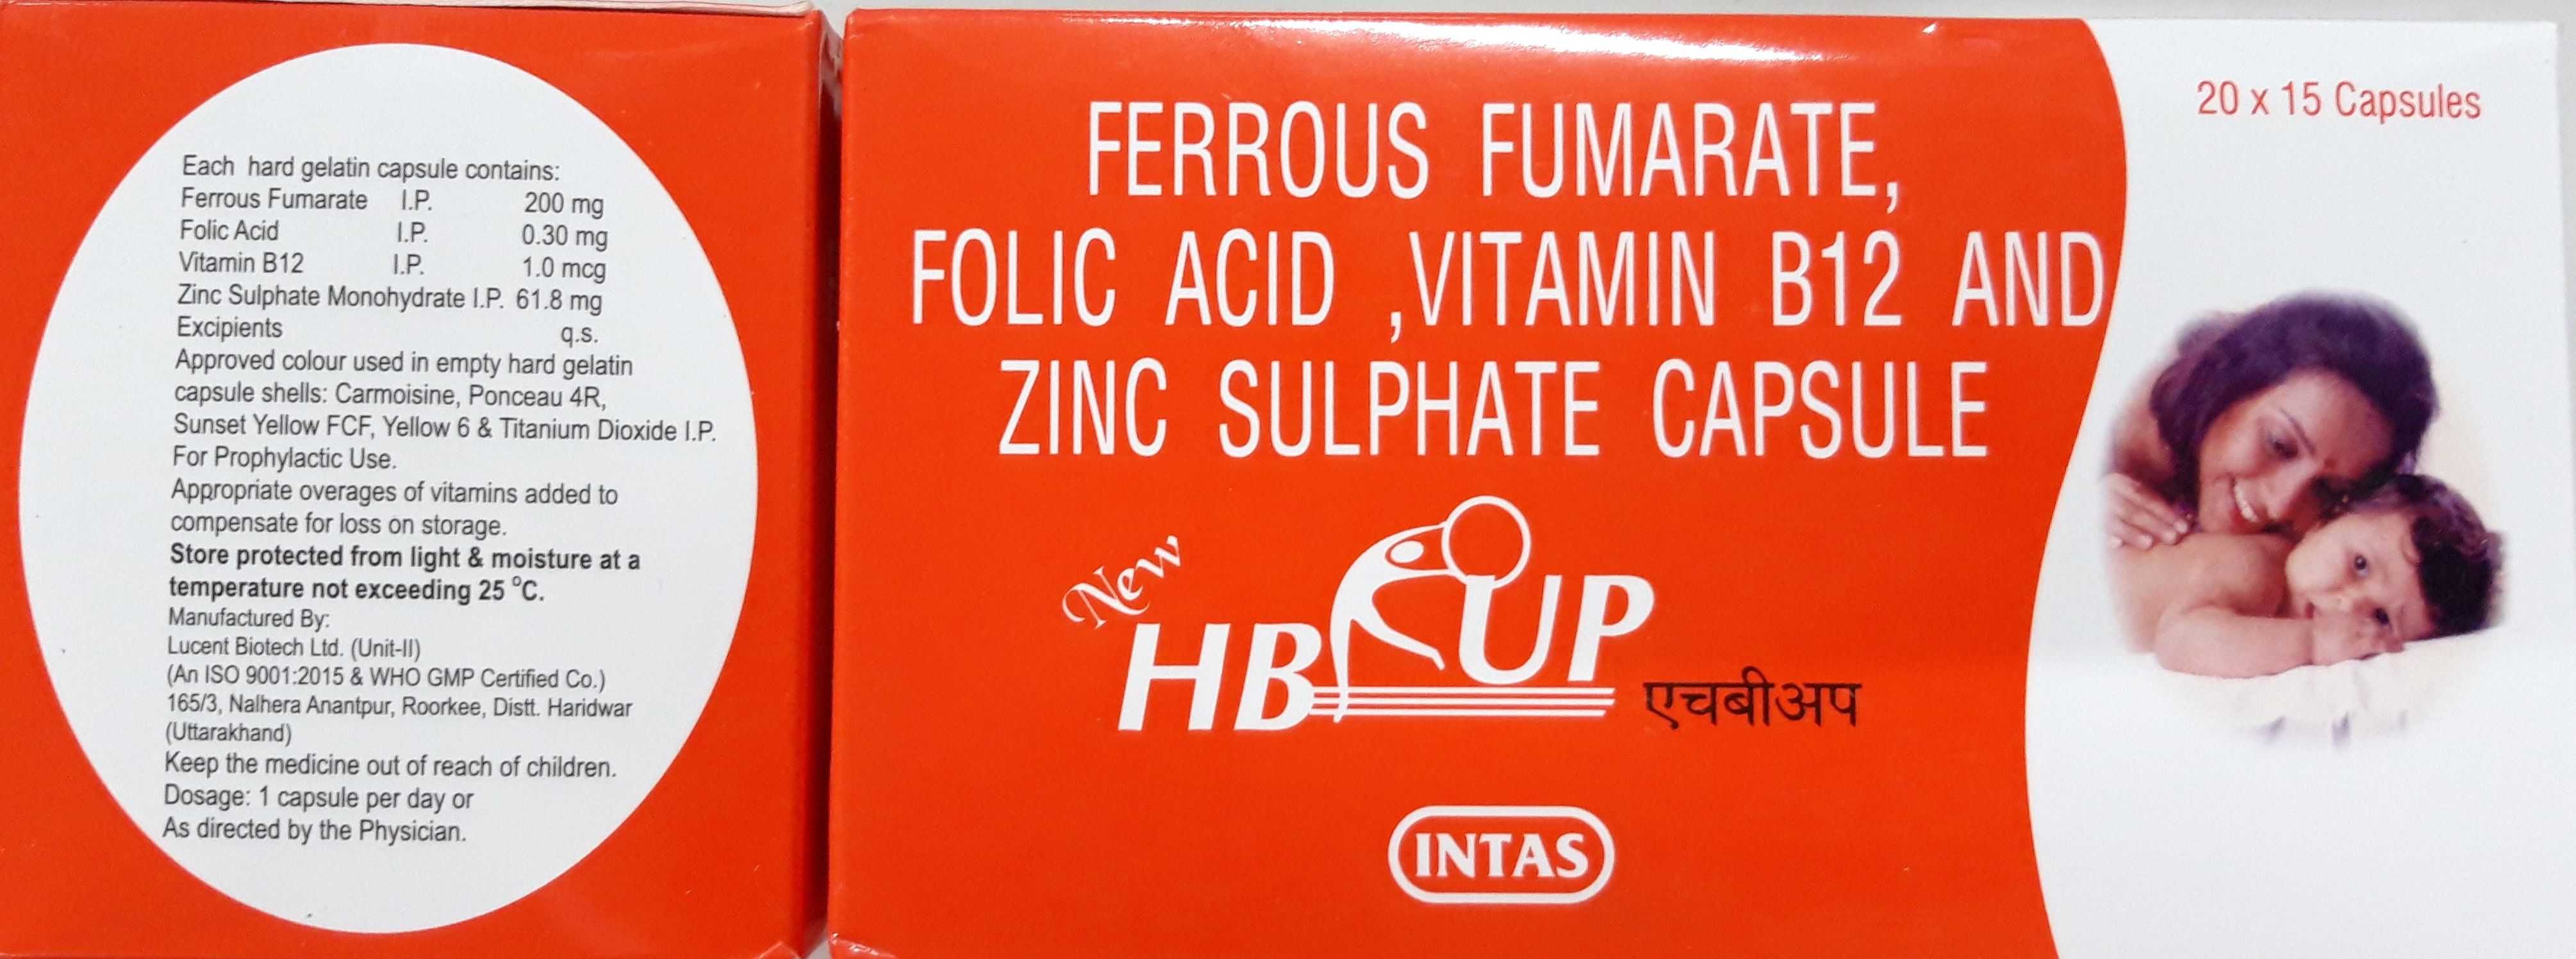 Each hard gelatin capsule contains:
Ferrous Fumarate I.P. 200 mg
Folic Acid I.P. 0.30 mg
Vitamin B12 I.P. 1.0 mcg
Zinc Sulphate Monohydrate I.P. 61.8 mg
Excipients q.s.
Approved colour used in empty hard gelatin
capsule shells: Carmoisine, Ponceau 4R,
Sunset Yellow FCF, Yellow 6 & Titanium Dioxide I.P.
For Prophylactic Use.
Appropriate overages of vitamins added to
compensate for loss on storage.
Store protected from light & moisture at a
temperature not exceeding 25 °C.
Manufactured By:
Lucent Biotech Ltd. (Unit-II)
(An ISO 9001:2015 & WHO GMP Certified Co.)
165/3, Nalhera Anantpur, Roorkee, Distt. Haridwar
(Uttarakhand)
Keep the medicine out of reach of children.
Dosage: 1 capsule per day or
As directed by the Physician.
FERROUS FUMARATE,
FOLIC ACID ,VITAMIN B12 AND
ZINC SULPHATE CAPSULE
New
HB UP
एचबीअप
INTAS
20 x 15 Capsules